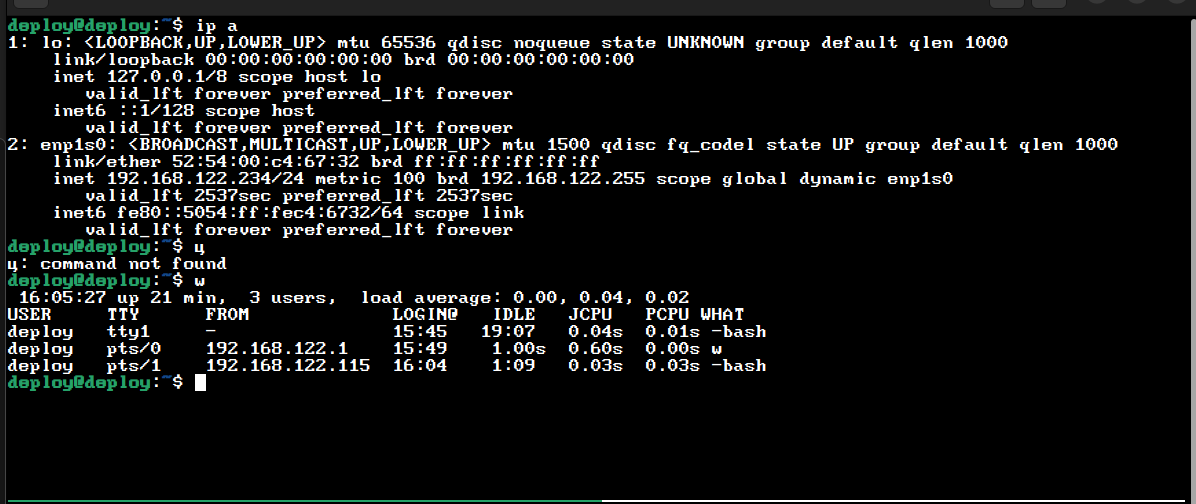 deploy@deploy:~$ ip a
1: lo: <LOOPBACK,UP,LOWER_UP> mtu 65536 qdisc noqueue state UNKNOWN group default qlen 1000
    link/loopback 00:00:00:00:00:00 brd 00:00:00:00:00:00
    inet 127.0.0.1/8 scope host lo
       valid_lft forever preferred_lft forever
    inet6 ::1/128 scope host
       valid_lft forever preferred_lft forever
2: enp1s0: <BROADCAST,MULTICAST,UP,LOWER_UP> mtu 1500 qdisc fq_codel state UP group default qlen 1000
    link/ether 52:54:00:c4:67:32 brd ff:ff:ff:ff:ff:ff
    inet 192.168.122.234/24 metric 100 brd 192.168.122.255 scope global dynamic enp1s0
       valid_lft 2537sec preferred_lft 2537sec
    inet6 fe80::5054:ff:fec4:6732/64 scope link
       valid_lft forever preferred_lft forever
deploy@deploy:~$ ц
ц: command not found
deploy@deploy:~$ w
 16:05:27 up 21 min,  3 users,  load average: 0.00, 0.04, 0.02
USER     TTY      FROM             LOGIN@   IDLE   JCPU   PCPU WHAT
deploy   tty1     -                15:45   19:07   0.04s  0.01s -bash
deploy   pts/0    192.168.122.1    15:49    1.00s  0.60s  0.00s w
deploy   pts/1    192.168.122.115  16:04    1:09   0.03s  0.03s -bash
deploy@deploy:~$